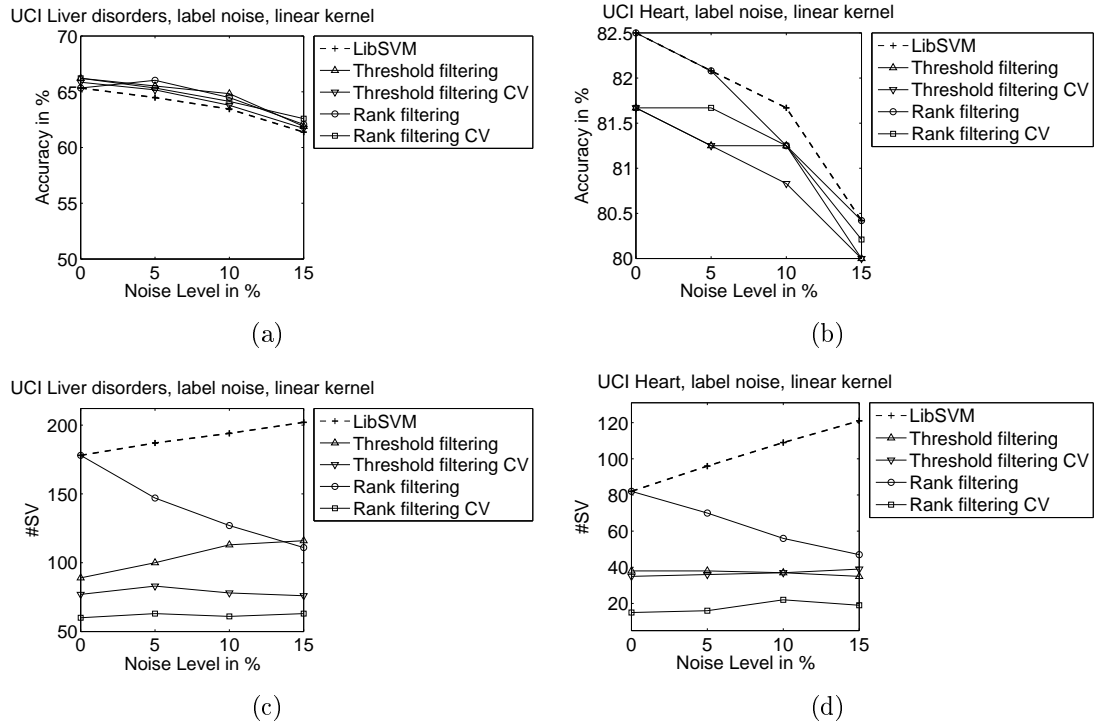 UCI Liver disorders, label noise, linear kernel
70
65
60
55
50
0
5
10
15
Accuracy in %
Noise Level in %
LibSVM
Threshold filtering
Threshold filtering CV
Rank filtering
Rank filtering CV
(a)
UCI Heart, label noise, linear kernel
82.5
82
81.5
81
80.5
80
0
5
10
15
Accuracy in %
Noise Level in %
LibSVM
Threshold filtering
Threshold filtering CV
Rank filtering
Rank filtering CV
(b)
UCI Liver disorders, label noise, linear kernel
200
150
100
50
0
5
10
15
#SV
Noise Level in %
LibSVM
Threshold filtering
Threshold filtering CV
Rank filtering
Rank filtering CV
(c)
UCI Heart, label noise, linear kernel
120
100
80
60
40
20
0
5
10
15
#SV
Noise Level in %
LibSVM
Threshold filtering
Threshold filtering CV
Rank filtering
Rank filtering CV
(d)